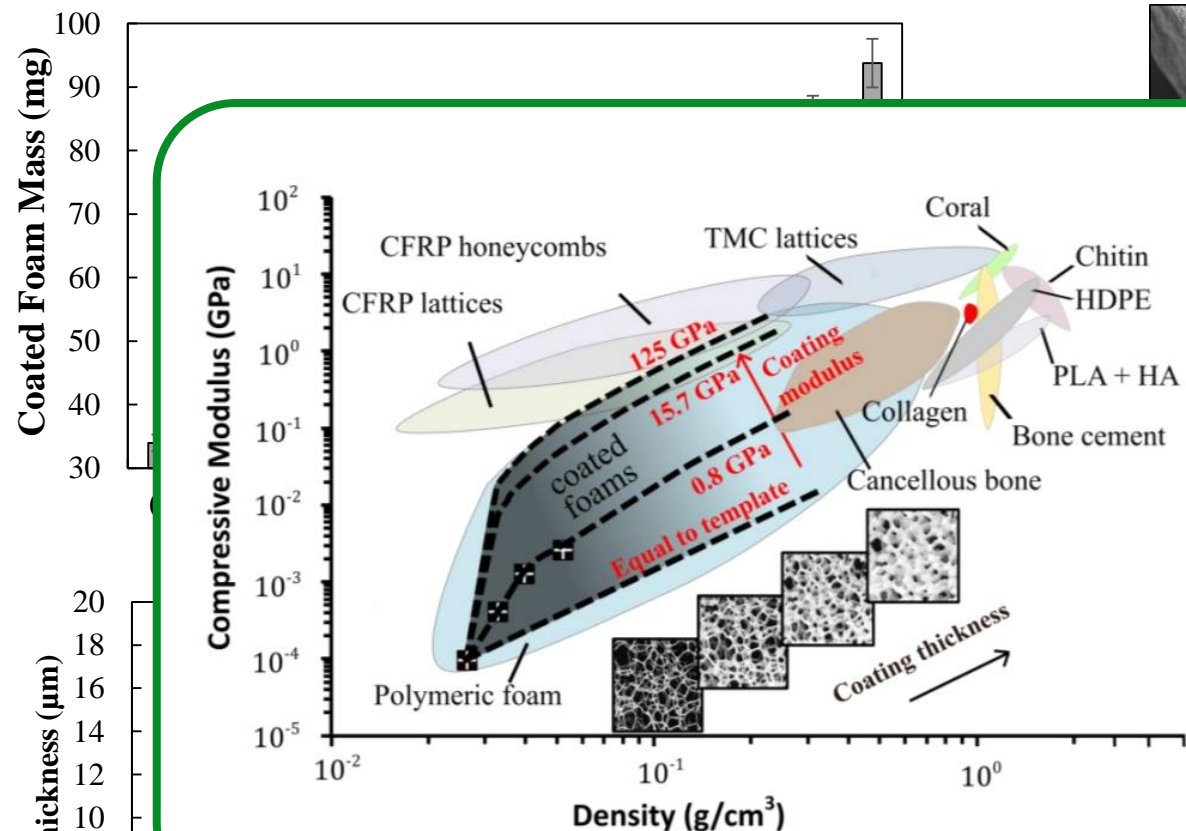 Coated Foam Mass (mg)
100
90
80
70
60
50
40
30
(
20
18
16
14
12
10
ickness (µm)
Compressive Modulus (GPa)
10²
10¹
10⁰
10⁻¹
10⁻²
10⁻³
10⁻⁴
10⁻⁵
10⁻²
10⁻¹
10⁰
Density (g/cm³)
CFRP honeycombs
CFRP lattices
TMC lattices
Coral
Chitin
HDPE
PLA + HA
Bone cement
Collagen
Cancellous bone
Polymeric foam
125 GPa
15.7 GPa
0.8 GPa
Equal to template
Coating
modulus
coated
foams
Coating thickness